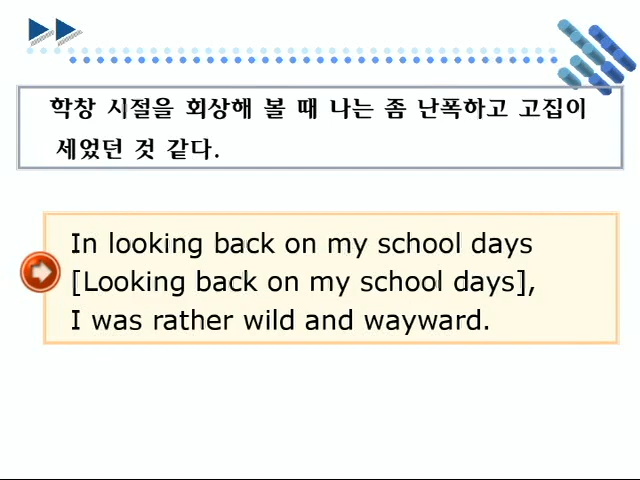 학창 시절을 회상해 볼 때 나는 좀 난폭하고 고집이
세었던 것 같다.
In looking back on my school days
[Looking back on my school days],
I was rather wild and wayward.